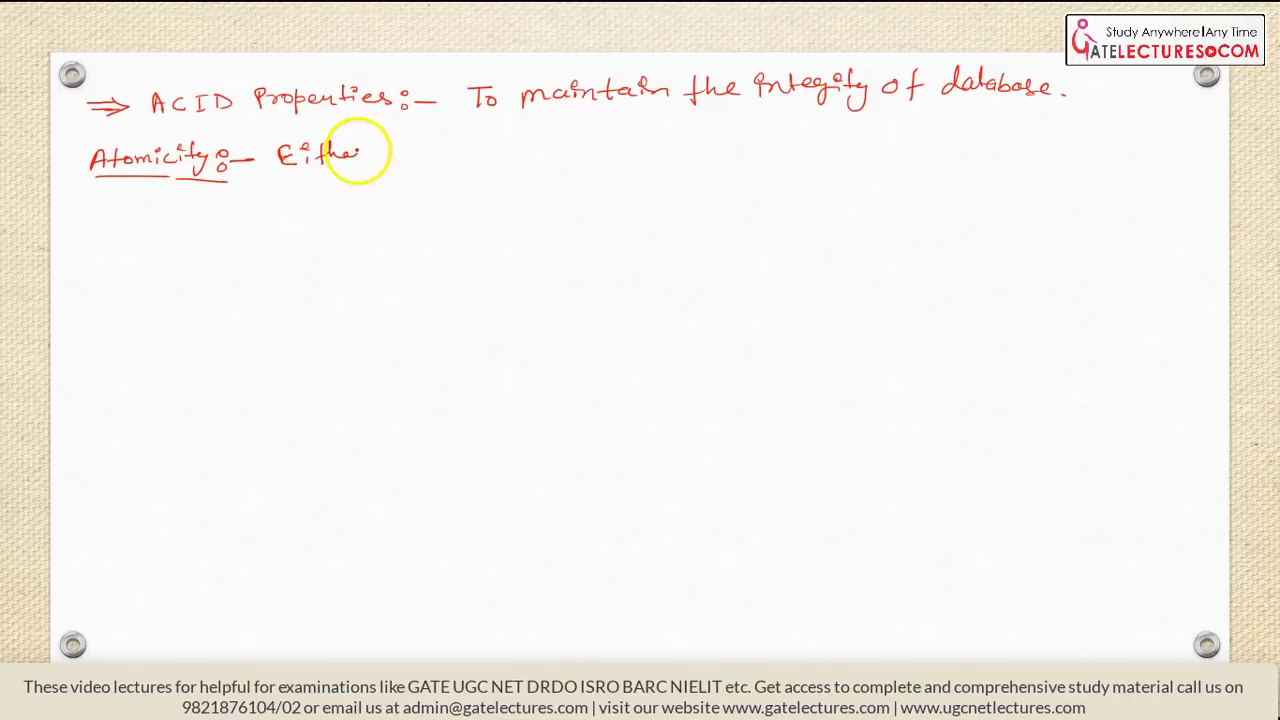 Study Anywhere|Any Time
GATELECTURES.COM
⇒ ACID Properties:- To maintain the integrity of database.
Atomicity:- Eithe
These video lectures for helpful for examinations like GATE UGC NET DRDO ISRO BARC NIELIT etc. Get access to complete and comprehensive study material call us on
9821876104/02 or email us at admin@gatelectures.com | visit our website www.gatelectures.com | www.ugcnetlectures.com